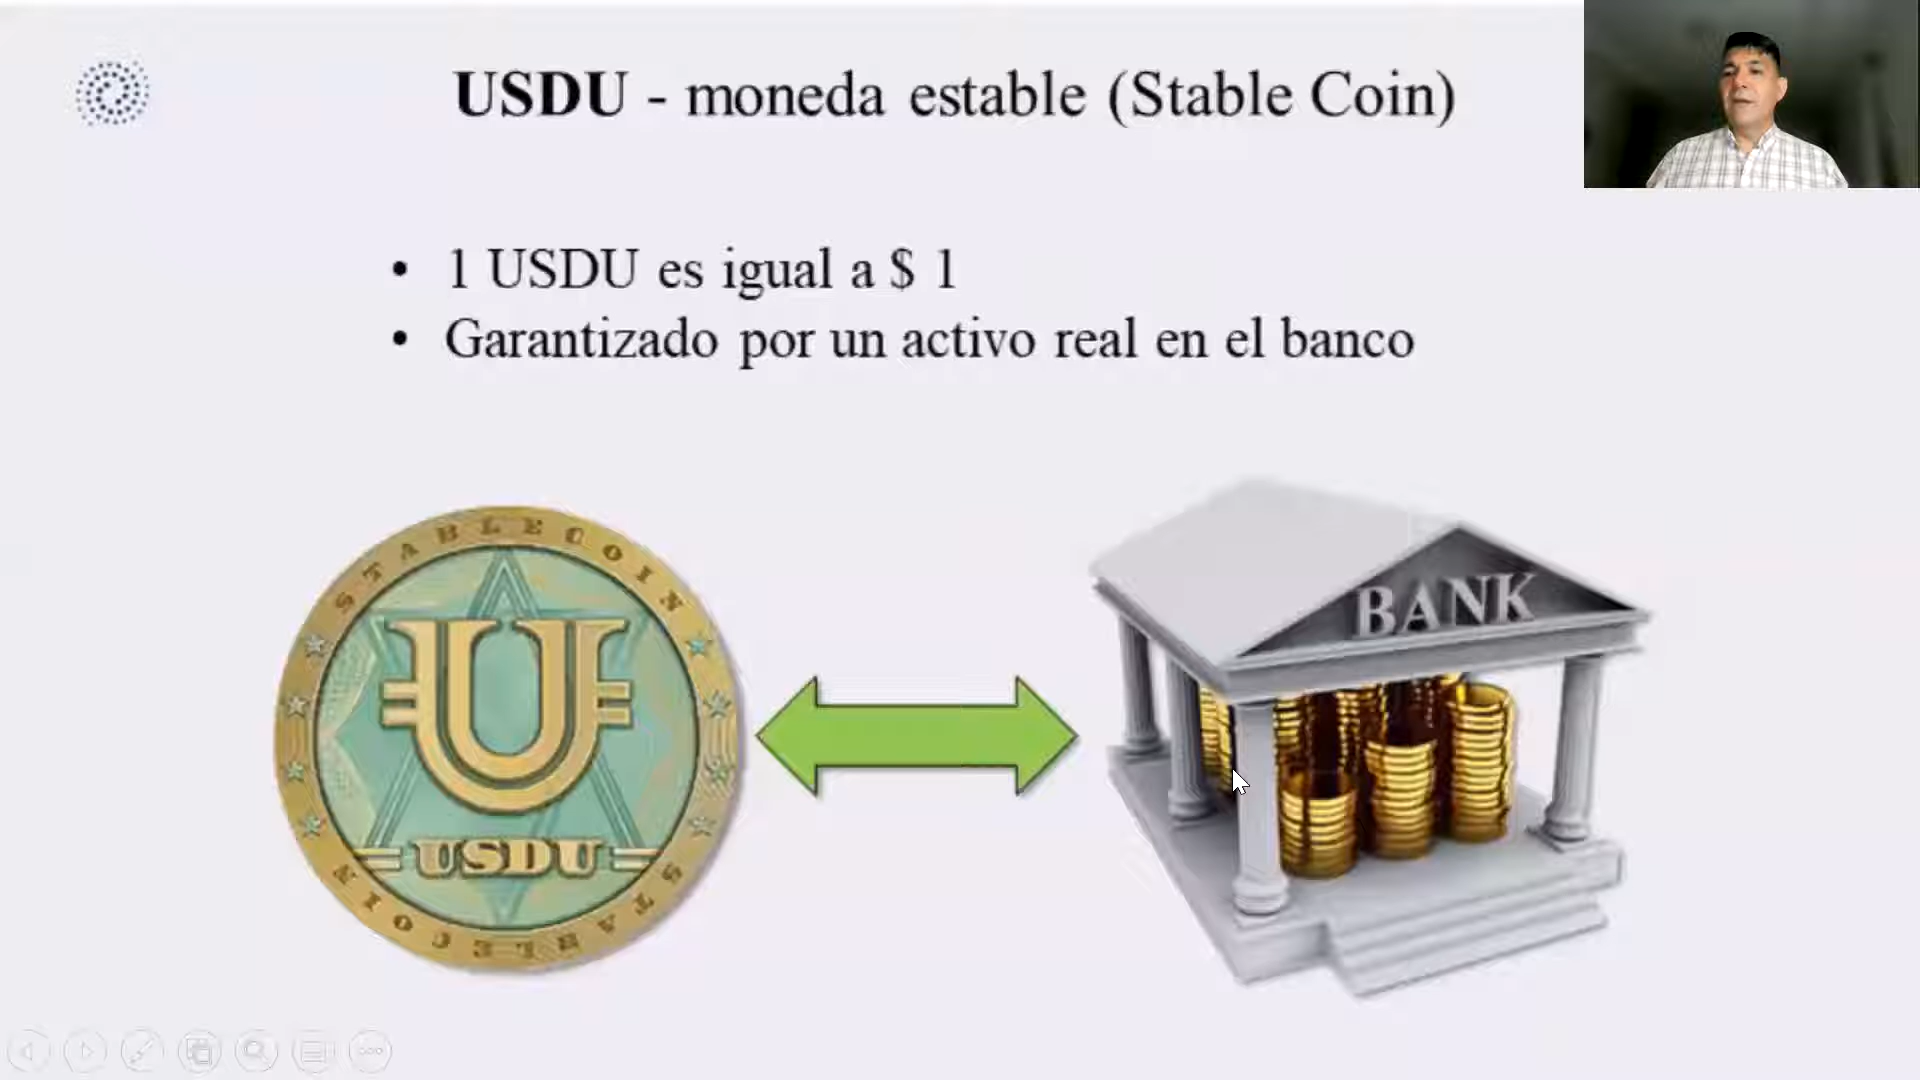 USDU - moneda estable (Stable Coin)
• 1 USDU es igual a $ 1
• Garantizado por un activo real en el banco
STABLECOIN
U
USDU
STABLECOIN
BANK